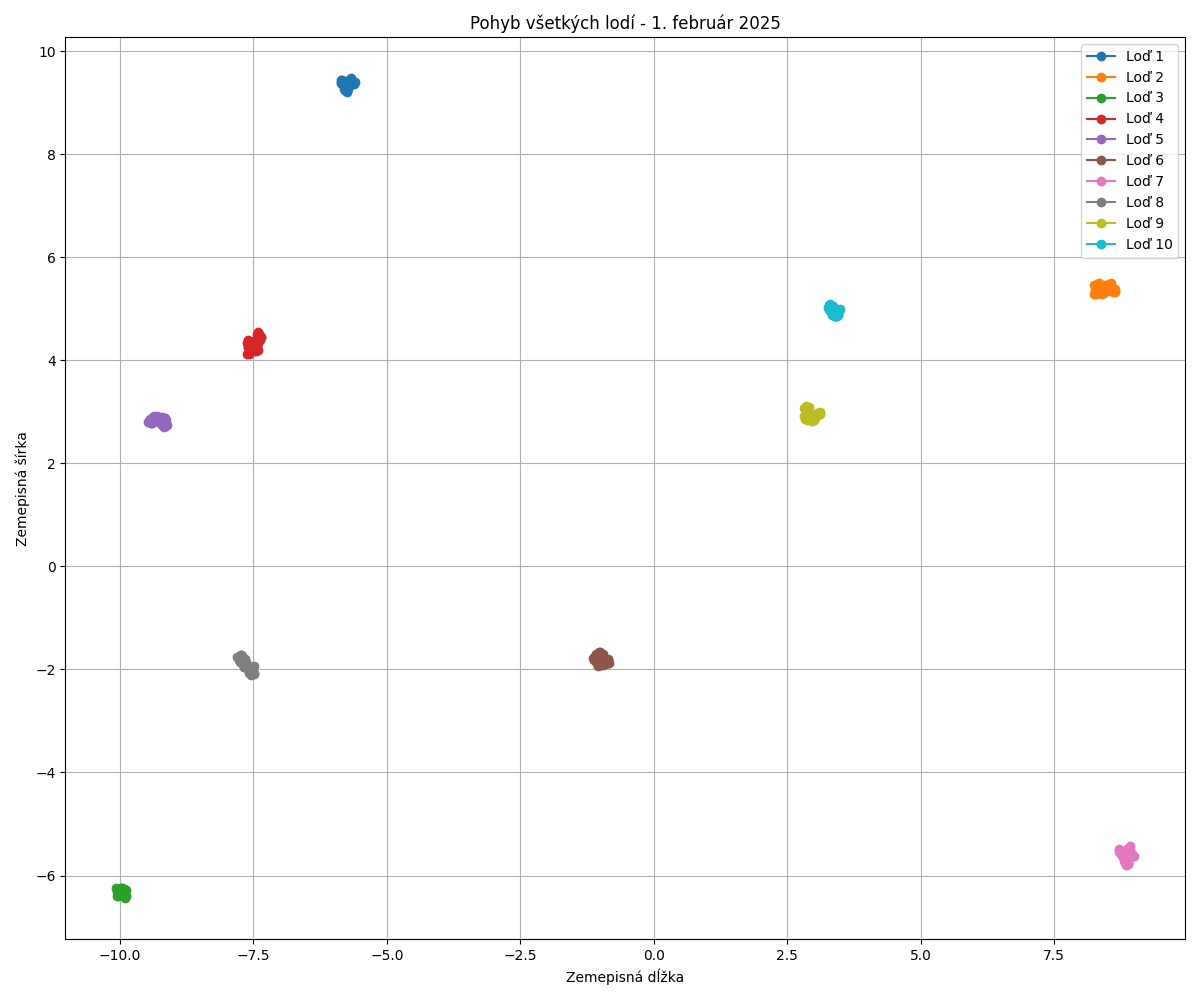 Pohyb všetkých lodí - 1. február 2025
Loď 1
Loď 2
Loď 3
Loď 4
Loď 5
Loď 6
Loď 7
Loď 8
Loď 9
Loď 10
10
8
6
4
2
0
−2
−4
−6
Zemepisná šírka
−10.0
−7.5
−5.0
−2.5
0.0
2.5
5.0
7.5
Zemepisná dĺžka